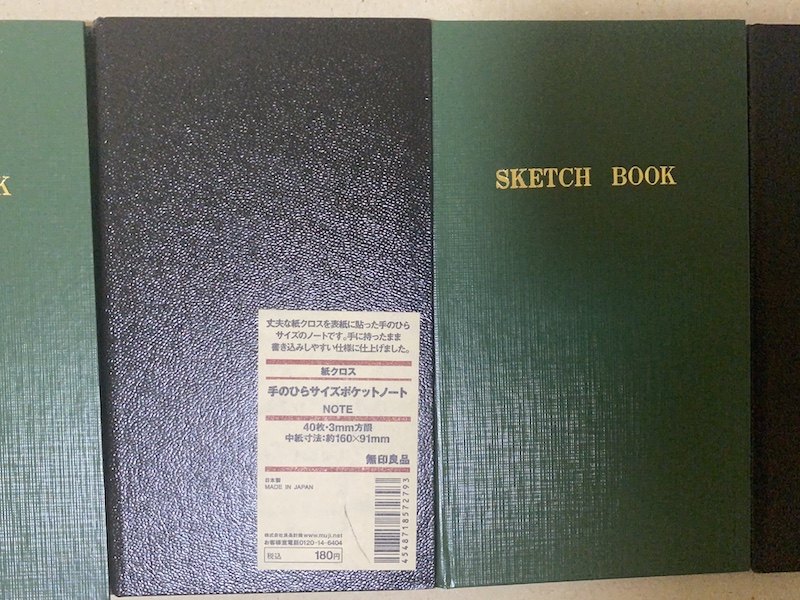 K
丈夫な紙クロスを表紙に貼った手のひら
サイズのノートです。手に持ったまま
書き込みしやすい仕様に仕上げました。
紙クロス
手のひらサイズポケットノート
NOTE
40枚・3mm方眼
中紙寸法:約160×91mm
無印良品
日本製
MADE IN JAPAN
株式会社良品計画www.muji.net
お客様室電話0120-14-6404
税込 180円
4548718572793
SKETCH BOOK